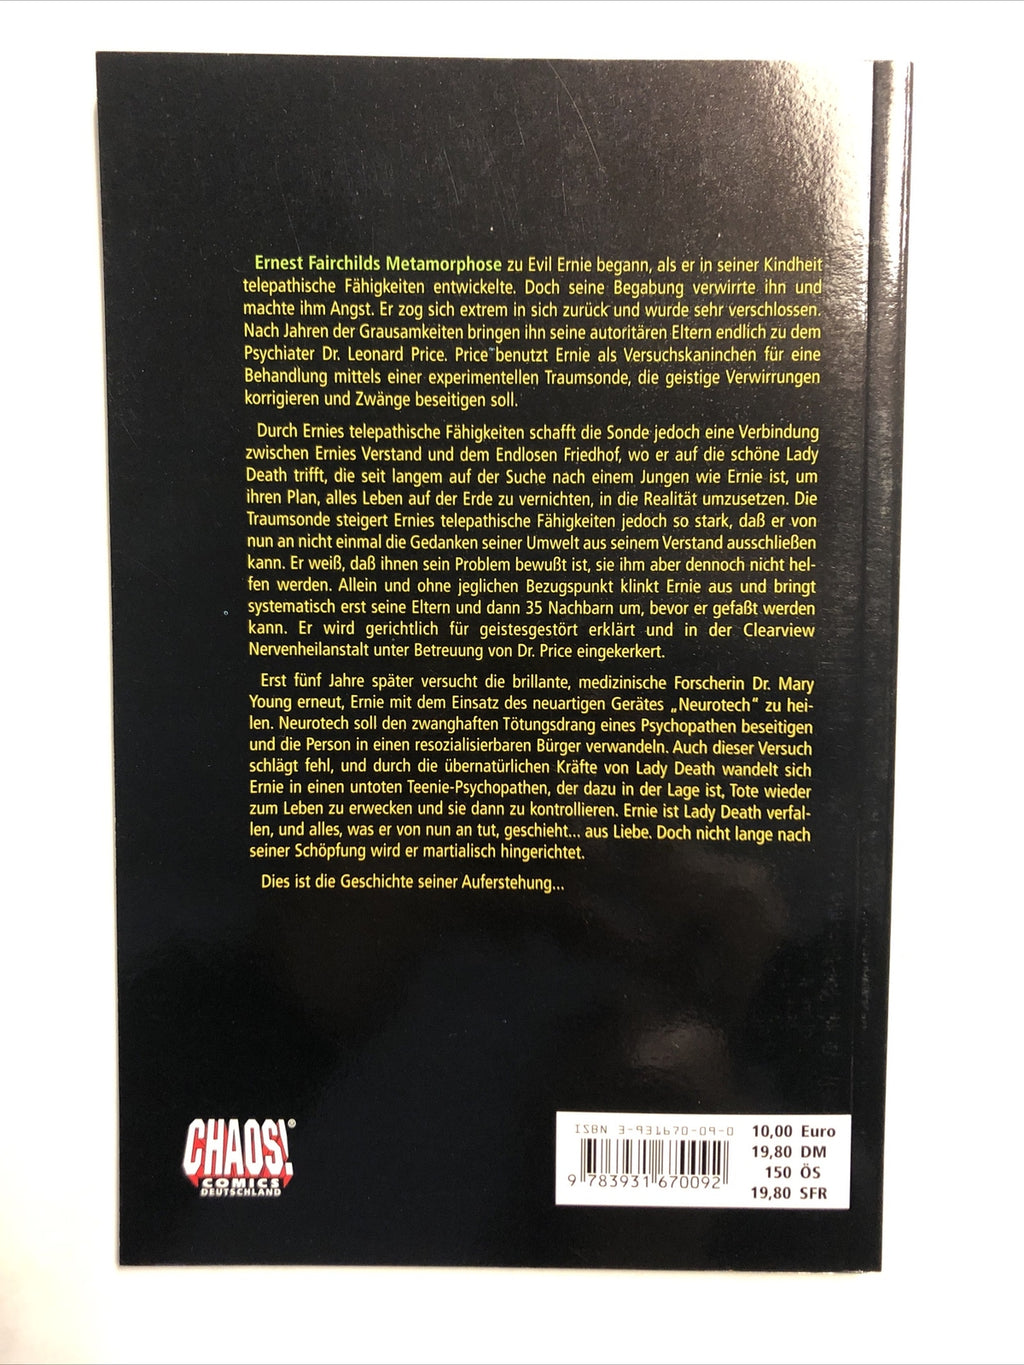 Ernest Fairchilds Metamorphose zu Evil Ernie begann, als er in seiner Kindheit
telepathische Fähigkeiten entwickelte. Doch seine Begabung verwirrte ihn und
machte ihm Angst. Er zog sich extrem in sich zurück und wurde sehr verschlossen.
Nach Jahren der Grausamkeiten bringen ihn seine autoritären Eltern endlich zu dem
Psychiater Dr. Leonard Price. Price benutzt Ernie als Versuchskaninchen für eine
Behandlung mittels einer experimentellen Traumsonde, die geistige Verwirrungen
korrigieren und Zwänge beseitigen soll.
Durch Ernies telepathische Fähigkeiten schafft die Sonde jedoch eine Verbindung
zwischen Ernies Verstand und dem Endlosen Friedhof, wo er auf die schöne Lady
Death trifft, die seit langem auf der Suche nach einem Jungen wie Ernie ist, um
ihren Plan, alles Leben auf der Erde zu vernichten, in die Realität umzusetzen. Die
Traumsonde steigert Ernies telepathische Fähigkeiten jedoch so stark, daß er von
nun an nicht einmal die Gedanken seiner Umwelt aus seinem Verstand ausschließen
kann. Er weiß, daß ihnen sein Problem bewußt ist, sie ihm aber dennoch nicht hel-
fen werden. Allein und ohne jeglichen Bezugspunkt klinkt Ernie aus und bringt
systematisch erst seine Eltern und dann 35 Nachbarn um, bevor er gefaßt werden
kann. Er wird gerichtlich für geistesgestört erklärt und in der Clearview
Nervenheilanstalt unter Betreuung von Dr. Price eingekerkert.
Erst fünf Jahre später versucht die brillante, medizinische Forscherin Dr. Mary
Young erneut, Ernie mit dem Einsatz des neuartigen Gerätes „Neurotech" zu hei-
len. Neurotech soll den zwanghaften Tötungsdrang eines Psychopathen beseitigen
und die Person in einen resozialisierbaren Bürger verwandeln. Auch dieser Versuch
schlägt fehl, und durch die übernatürlichen Kräfte von Lady Death wandelt sich
Ernie in einen untoten Teenie-Psychopathen, der dazu in der Lage ist, Tote wieder
zum Leben zu erwecken und sie dann zu kontrollieren. Ernie ist Lady Death verfal-
len, und alles, was er von nun an tut, geschieht... aus Liebe. Doch nicht lange nach
seiner Schöpfung wird er martialisch hingerichtet.
Dies ist die Geschichte seiner Auferstehung...
CHAOS!®
COMICS
DEUTSCHLAND
ISBN 3-931670-09-0
9 783931 670092
10,00 Euro
19,80 DM
150 ÖS
19,80 SFR